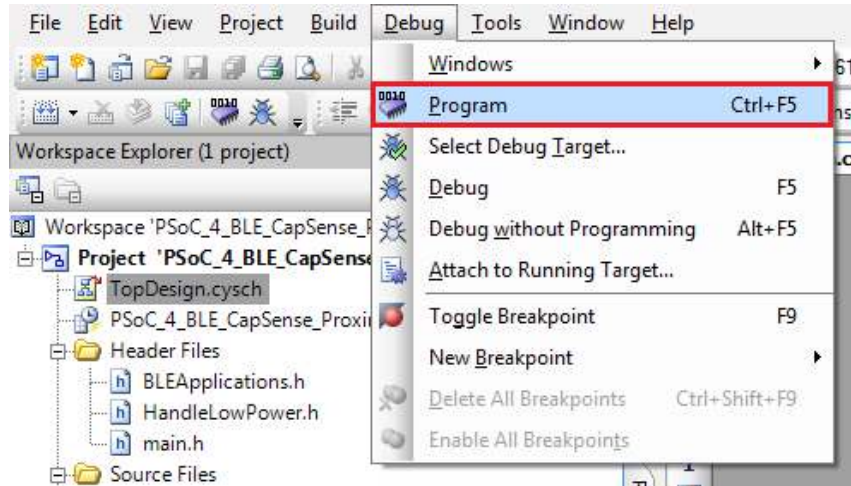 File Edit View Project Build Debug Tools Window Help
Windows
Program Ctrl+F5
Workspace Explorer (1 project)
Select Debug Target...
Debug F5
Workspace 'PSoC_4_BLE_CapSense_
Debug without Programming Alt+F5
Project 'PSoC_4_BLE_CapSense
Attach to Running Target...
TopDesign.cysch
PSoC_4_BLE_CapSense_Proxi
Toggle Breakpoint F9
Header Files
New Breakpoint
BLEApplications.h
Delete All Breakpoints Ctrl+Shift+F9
HandleLowPower.h
Enable All Breakpoints
main.h
Source Files